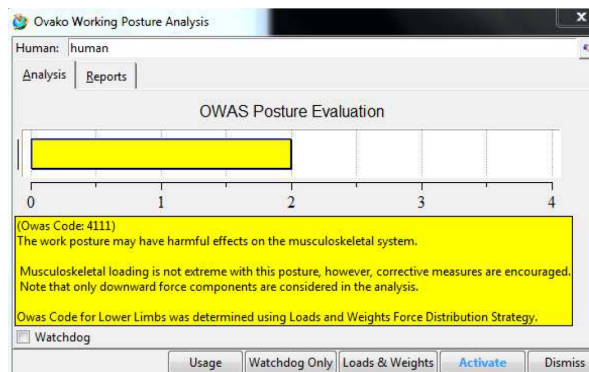 Ovako Working Posture Analysis
x
Human: human
Analysis Reports
OWAS Posture Evaluation
0 1 2 3 4
(Owas Code: 4111)
The work posture may have harmful effects on the musculoskeletal system.
Musculoskeletal loading is not extreme with this posture, however, corrective measures are encouraged.
Note that only downward force components are considered in the analysis.
Owas Code for Lower Limbs was determined using Loads and Weights Force Distribution Strategy.
Watchdog
Usage Watchdog Only Loads & Weights Activate Dismiss